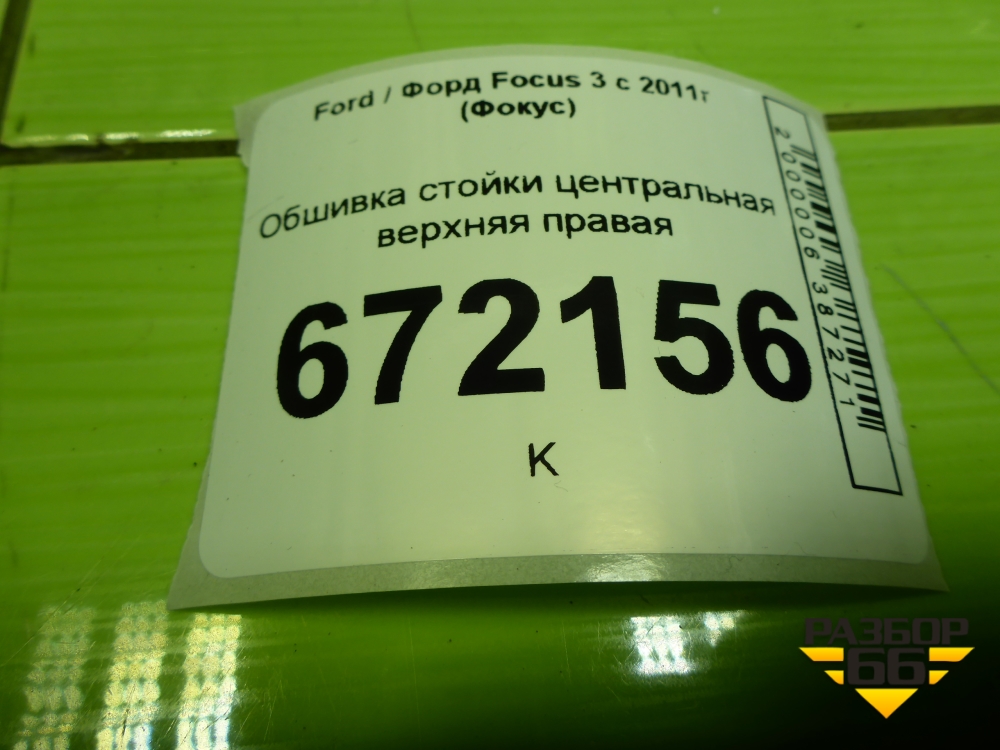 Ford / Форд Focus 3 с 2011г
(Фокус)
Обшивка стойки центральная
верхняя правая
672156
К
2000006387271
РАЗБОР
66